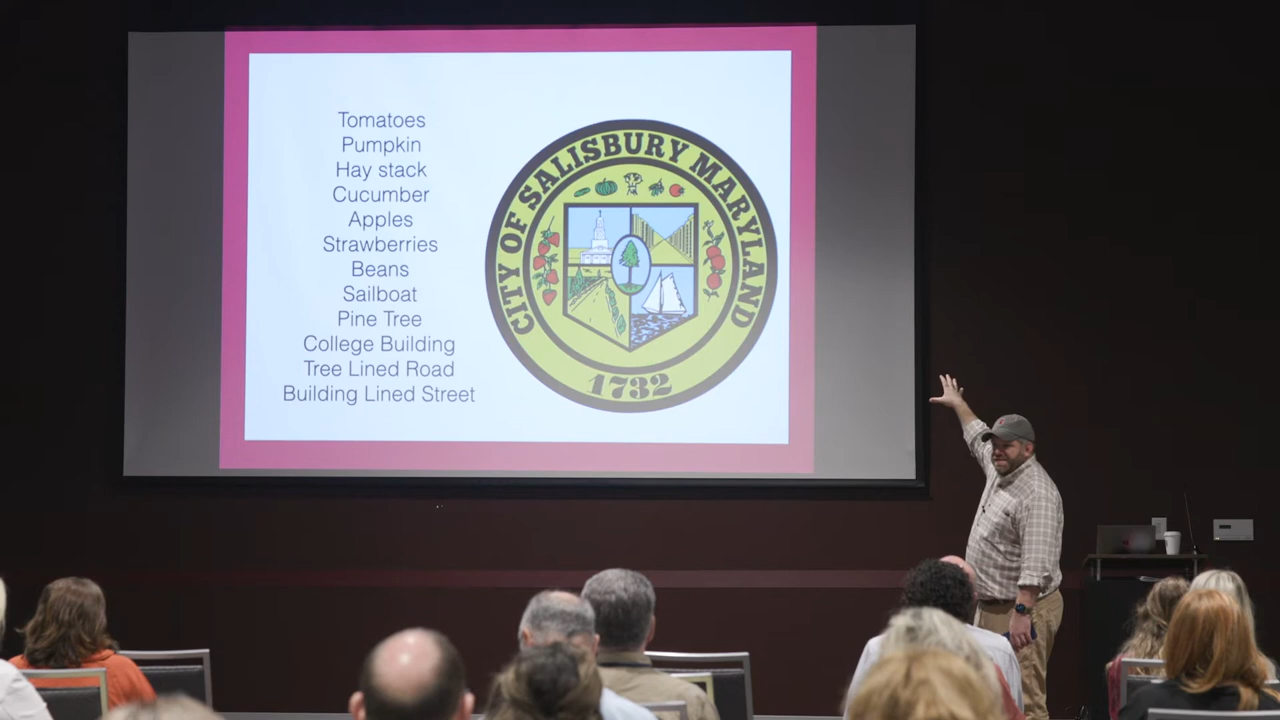 Tomatoes
Pumpkin
Hay stack
Cucumber
Apples
Strawberries
Beans
Sailboat
Pine Tree
College Building
Tree Lined Road
Building Lined Street
CITY OF SALISBURY MARYLAND
1732